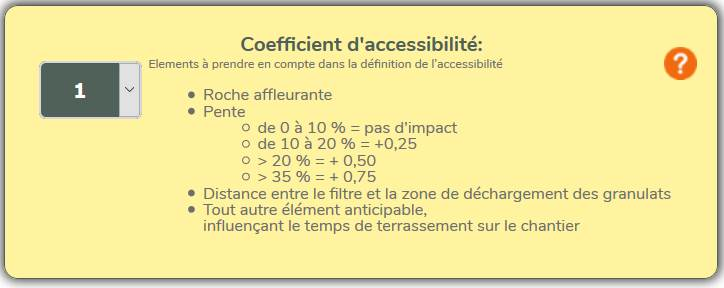 Coefficient d'accessibilité:
Elements à prendre en compte dans la définition de l'accessibilité
1
?
Roche affleurante
Pente
de 0 à 10 % = pas d'impact
de 10 à 20 % = +0,25
> 20 % = + 0,50
> 35 % = + 0,75
Distance entre le filtre et la zone de déchargement des granulats
Tout autre élément anticipable,
influençant le temps de terrassement sur le chantier